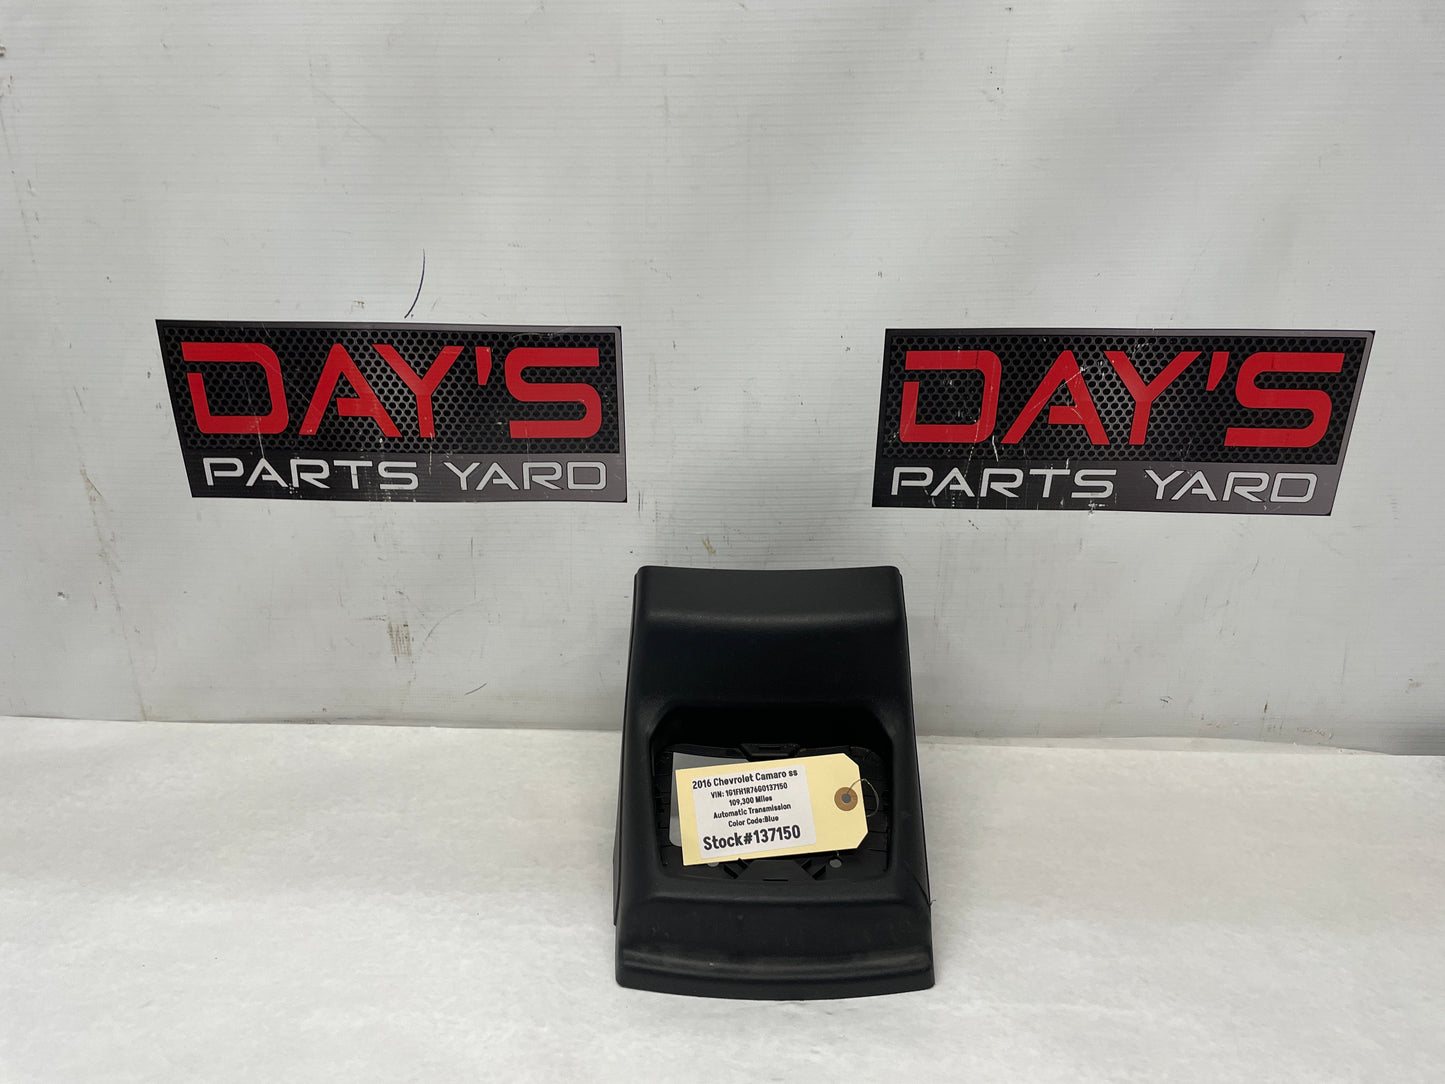 DAY'S
PARTS YARD
DAY'S
PARTS YARD
2016 Chevrolet Camaro ss
VIN: 1G1FH1R76G0137150
109,300 Miles
Automatic Transmission
Color Code:Blue
Stock#137150